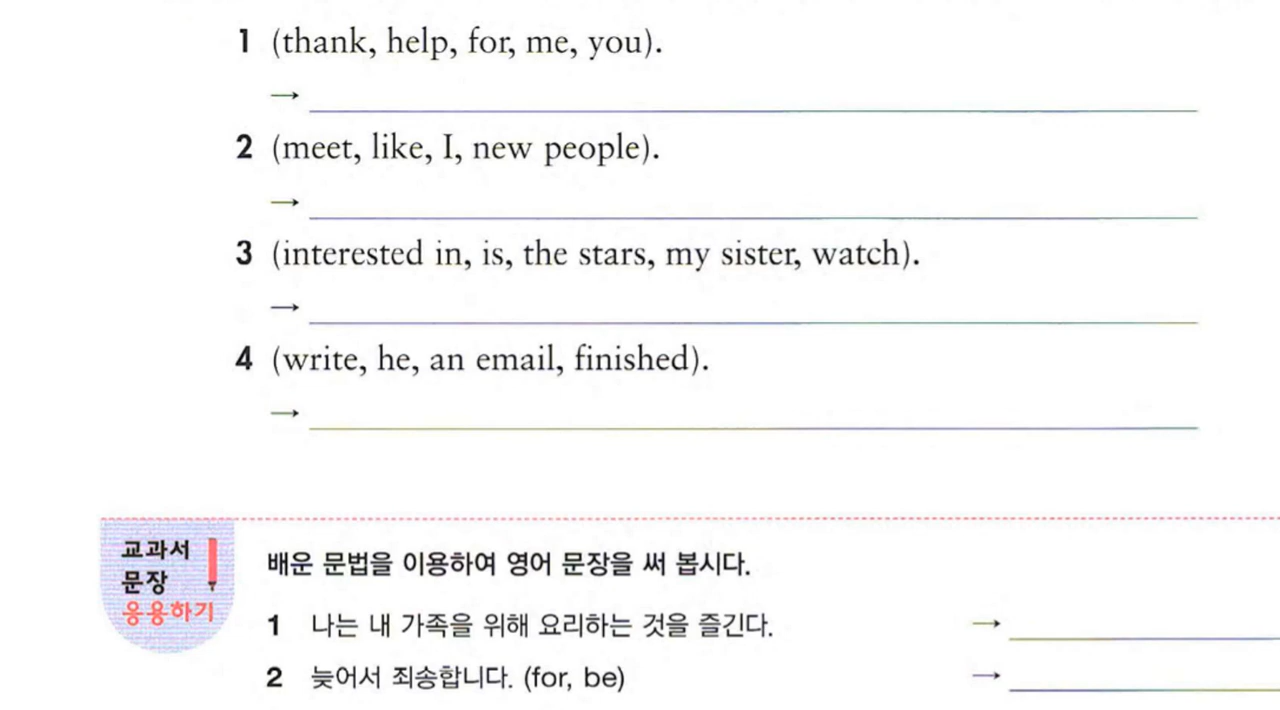 1 (thank, help, for, me, you).
→
2 (meet, like, I, new people).
→
3 (interested in, is, the stars, my sister, watch).
→
4 (write, he, an email, finished).
→
교과서
문장
응용하기
배운 문법을 이용하여 영어 문장을 써 봅시다.
1 나는 내 가족을 위해 요리하는 것을 즐긴다. →
2 늦어서 죄송합니다. (for, be) →